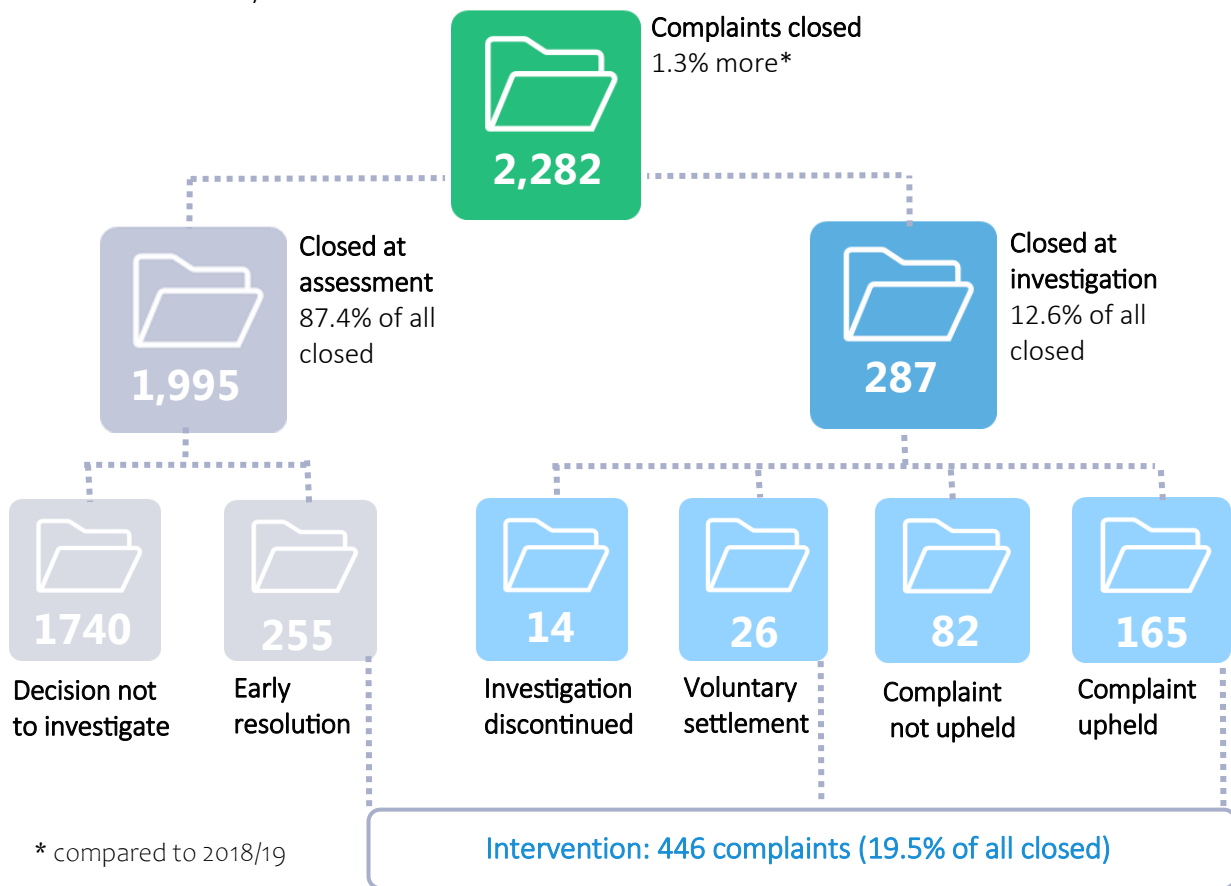 Complaints closed
1.3% more*
2,282
Closed at
assessment
87.4% of all
closed
1,995
Closed at
investigation
12.6% of all
closed
287
1740
Decision not
to investigate
255
Early
resolution
14
Investigation
discontinued
26
Voluntary
settlement
82
Complaint
not upheld
165
Complaint
upheld
* compared to 2018/19
Intervention: 446 complaints (19.5% of all closed)